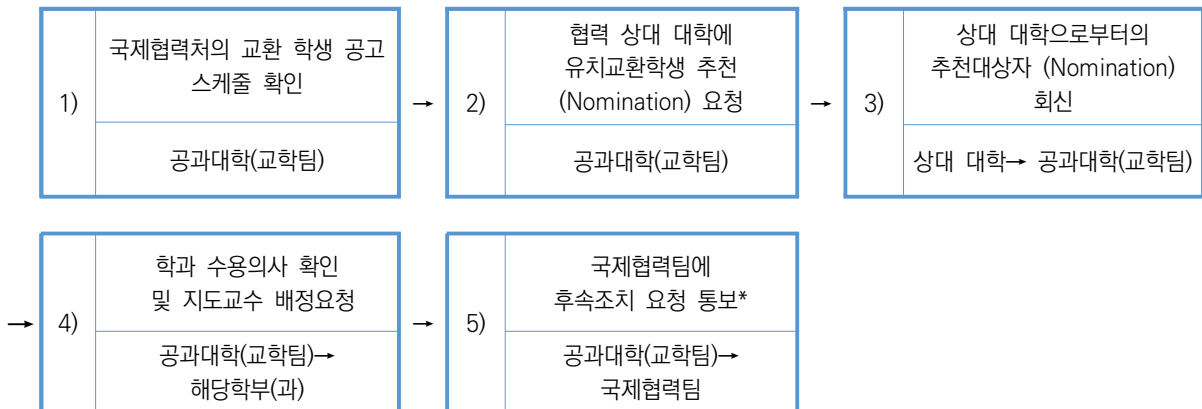 1)
국제협력처의 교환 학생 공고
스케줄 확인
공과대학(교학팀)
→
2)
협력 상대 대학에
유치교환학생 추천
(Nomination) 요청
공과대학(교학팀)
→
3)
상대 대학으로부터의
추천대상자 (Nomination)
회신
상대 대학→ 공과대학(교학팀)
→
4)
학과 수용의사 확인
및 지도교수 배정요청
공과대학(교학팀)→
해당학부(과)
→
5)
국제협력팀에
후속조치 요청 통보*
공과대학(교학팀)→
국제협력팀